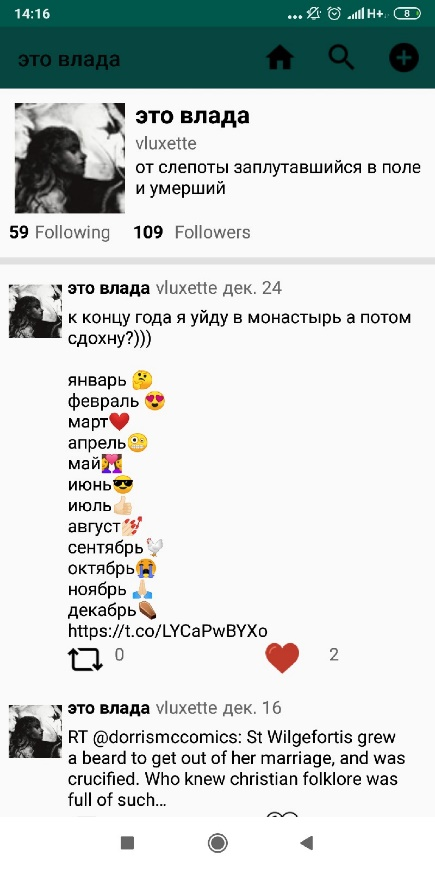 14:16
H+
8
это влада
это влада
vluxette
от слепоты заплутавшийся в поле
и умерший
59 Following 109 Followers
это влада vluxette дек. 24
к концу года я уйду в монастырь а потом
сдохну?)))
январь 🤔
февраль 😍
март❤️
апрель🤪
май👩‍❤️‍💋‍👩
июнь😎
июль👍🏻
август💅🏻
сентябрь🕊
октябрь😭
ноябрь 🙏🏻
декабрь⚰️
https://t.co/LYCaPwBYXo
0 2
это влада vluxette дек. 16
RT @dorrismccomics: St Wilgefortis grew
a beard to get out of her marriage, and was
crucified. Who knew christian folklore was
full of such...